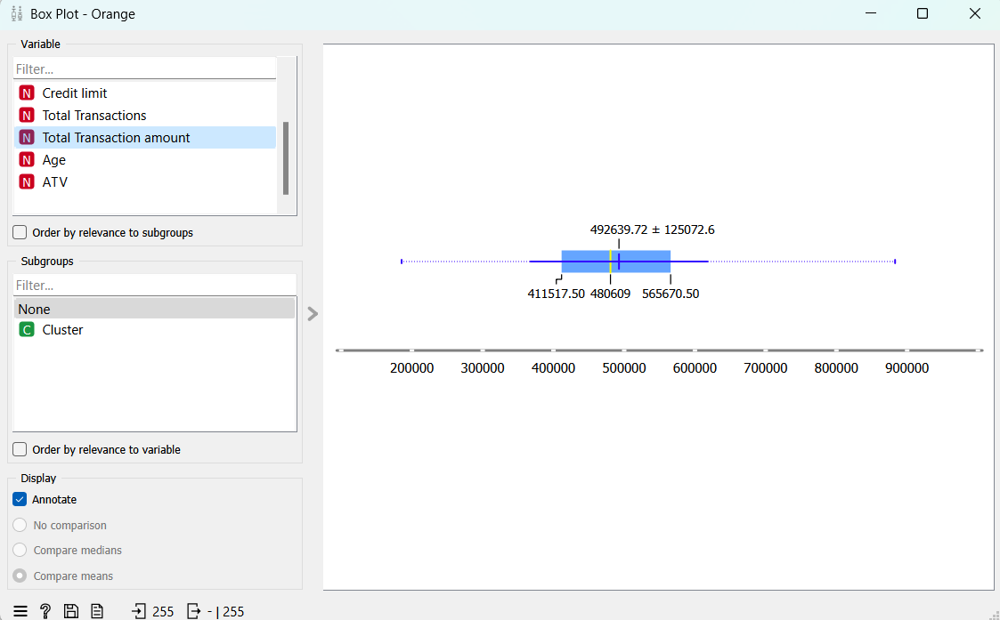 Box Plot - Orange
Variable
Filter...
N Credit limit
N Total Transactions
N Total Transaction amount
N Age
N ATV
Order by relevance to subgroups
Subgroups
Filter...
None
C Cluster
Order by relevance to variable
Display
Annotate
No comparison
Compare medians
Compare means
? 255 - | 255
492639.72 ± 125072.6
411517.50 480609 565670.50
200000 300000 400000 500000 600000 700000 800000 900000